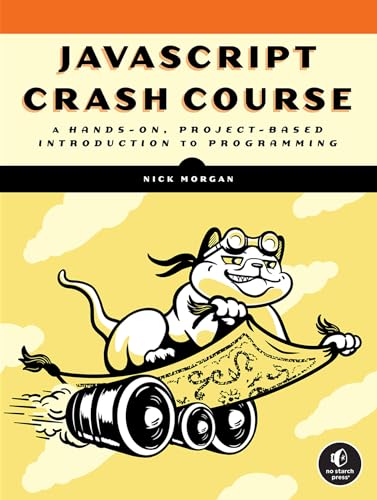 JAVASCRIPT
CRASH COURSE
A HANDS-ON, PROJECT-BASED
INTRODUCTION TO PROGRAMMING
NICK MORGAN
no starch
press®